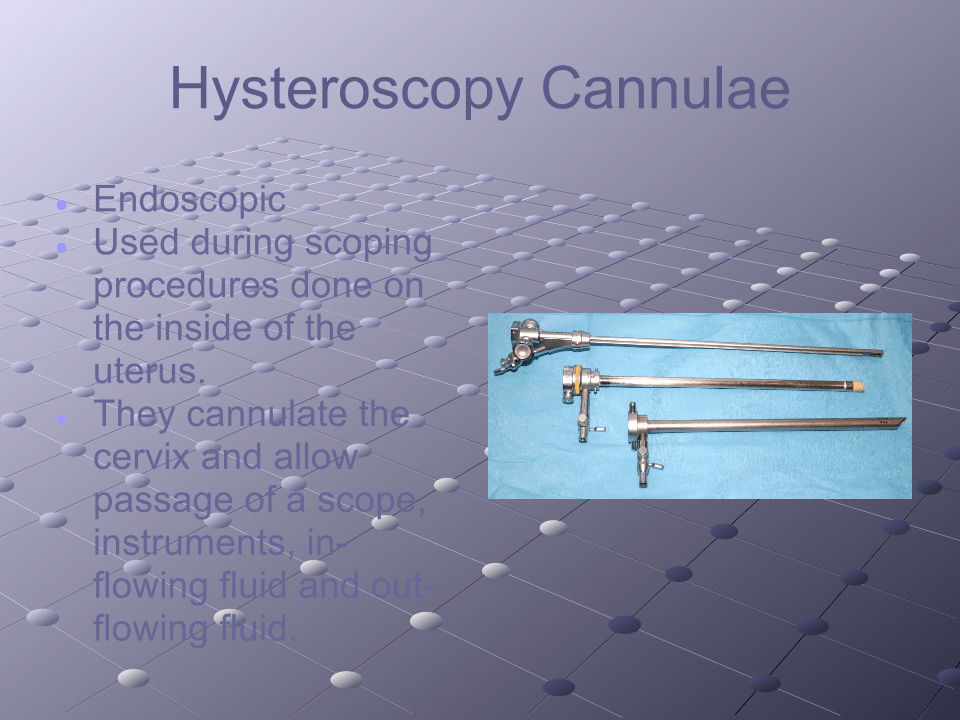 Hysteroscopy Cannulae
Endoscopic
Used during scoping
procedures done on
the inside of the
uterus.
They cannulate the
cervix and allow
passage of a scope,
instruments, in-
flowing fluid and out-
flowing fluid.